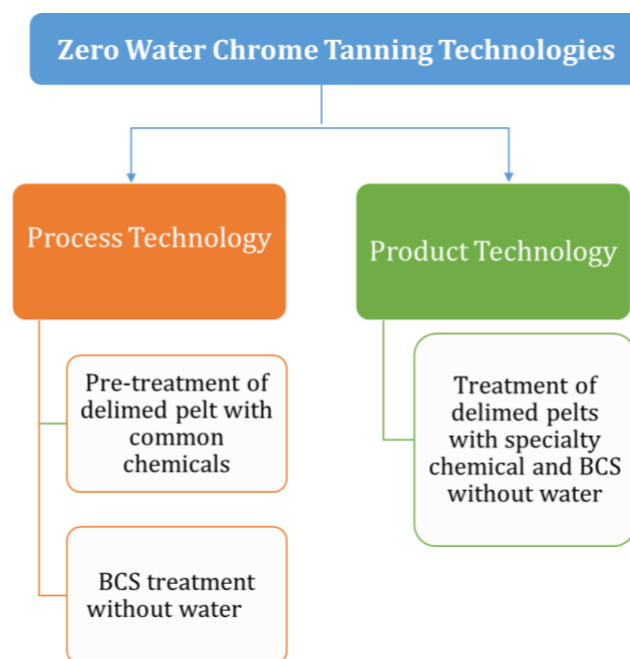 Zero Water Chrome Tanning Technologies
Process Technology
Product Technology
Pre-treatment of
delimed pelt with
common
chemicals
Treatment of
delimed pelts
with specialty
chemical and BCS
without water
BCS treatment
without water